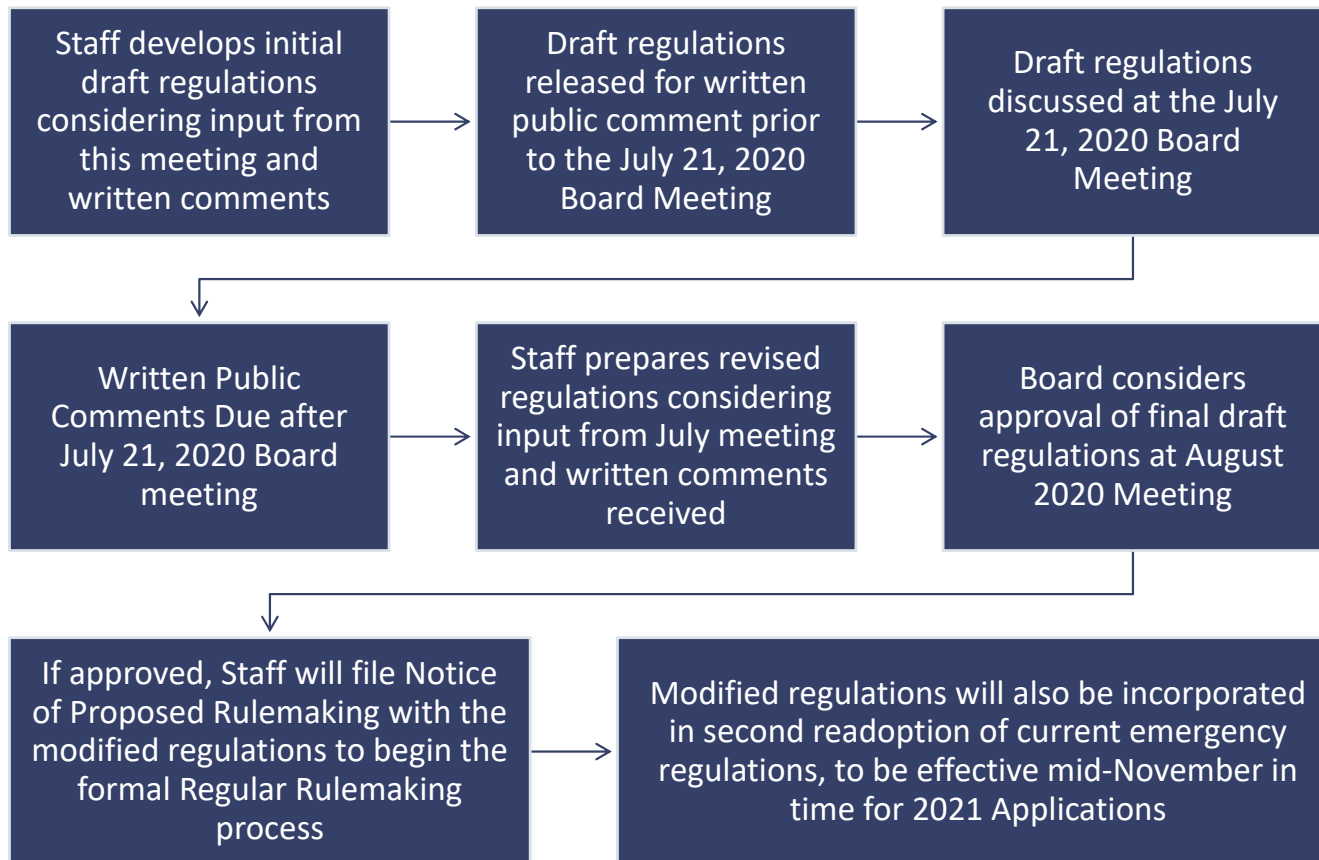 Staff develops initial
draft regulations
considering input from
this meeting and
written comments
Draft regulations
released for written
public comment prior
to the July 21, 2020
Board Meeting
Draft regulations
discussed at the July
21, 2020 Board
Meeting
Written Public
Comments Due after
July 21, 2020 Board
meeting
Staff prepares revised
regulations considering
input from July meeting
and written comments
received
Board considers
approval of final draft
regulations at August
2020 Meeting
If approved, Staff will file Notice
of Proposed Rulemaking with the
modified regulations to begin the
formal Regular Rulemaking
process
Modified regulations will also be incorporated
in second readoption of current emergency
regulations, to be effective mid-November in
time for 2021 Applications